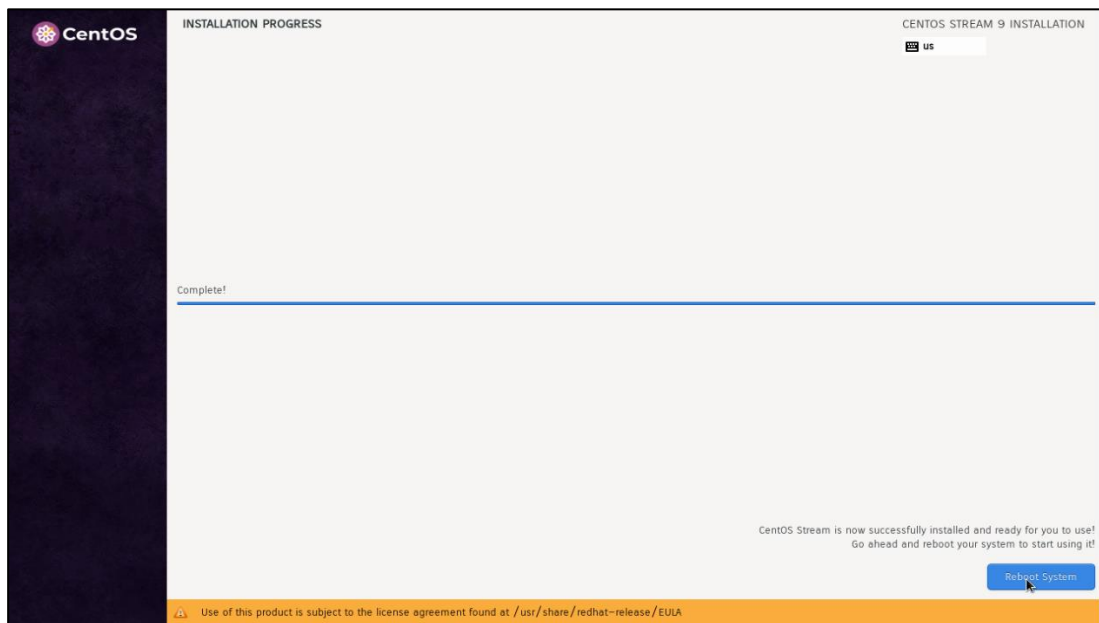 CentOS
INSTALLATION PROGRESS
CENTOS STREAM 9 INSTALLATION
us
Complete!
CentOS Stream is now successfully installed and ready for you to use!
Go ahead and reboot your system to start using it!
Reboot System
Use of this product is subject to the license agreement found at /usr/share/redhat-release/EULA